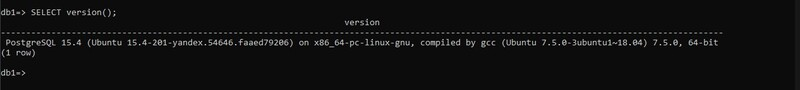 db1=> SELECT version();
version
--------------------------------------------------------------------------------------------------------------------------------------------------
PostgreSQL 15.4 (Ubuntu 15.4-201-yandex.54646.faaed79206) on x86_64-pc-linux-gnu, compiled by gcc (Ubuntu 7.5.0-3ubuntu1~18.04) 7.5.0, 64-bit
(1 row)
db1=>